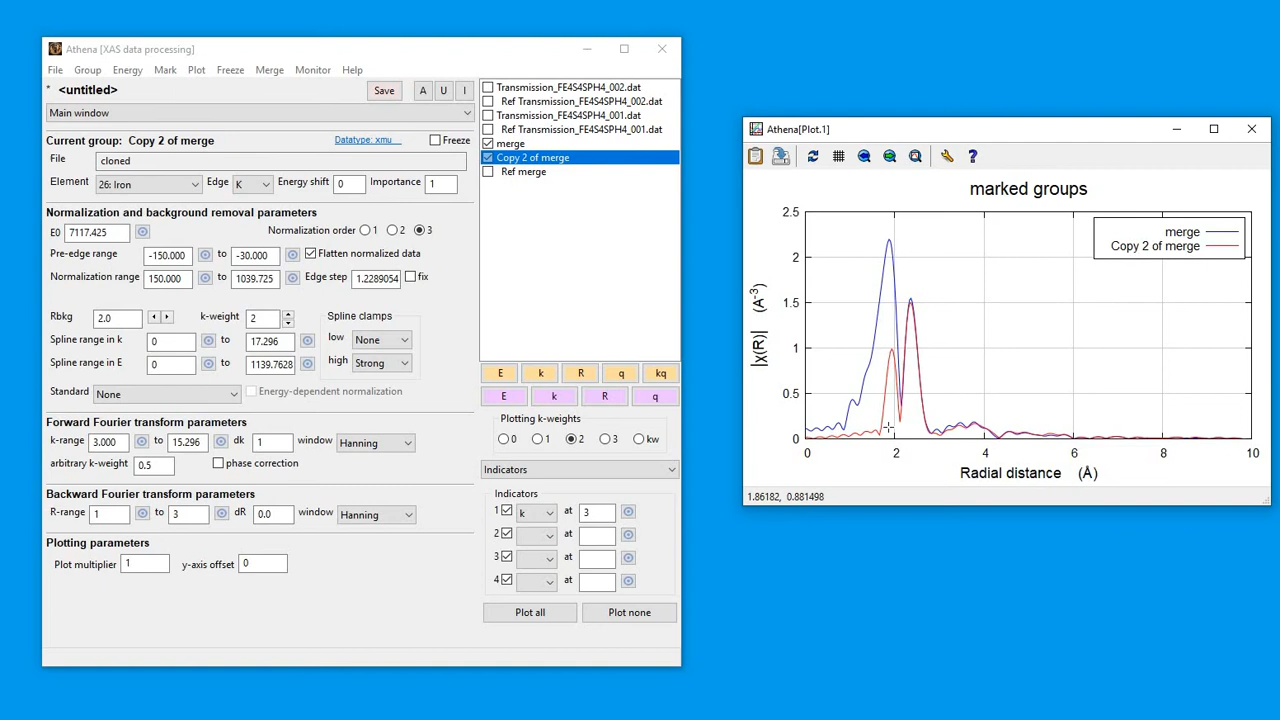 Athena [XAS data processing]
File Group Energy Mark Plot Freeze Merge Monitor Help
* <untitled> Save A U I
Main window
Current group: Copy 2 of merge Datatype: xmu Freeze
File cloned
Element 26: Iron Edge K Energy shift 0 Importance 1
Normalization and background removal parameters
E0 7117.425 Normalization order 1 2 3
Pre-edge range -150.000 to -30.000 Flatten normalized data
Normalization range 150.000 to 1039.725 Edge step 1.2289054 fix
Rbkg 2.0 k-weight 2 Spline clamps
Spline range in k 0 to 17.296 low None
Spline range in E 0 to 1139.7628 high Strong
Standard None Energy-dependent normalization
Forward Fourier transform parameters
k-range 3.000 to 15.296 dk 1 window Hanning
arbitrary k-weight 0.5 phase correction
Backward Fourier transform parameters
R-range 1 to 3 dR 0.0 window Hanning
Plotting parameters
Plot multiplier 1 y-axis offset 0
Transmission_FE4S4SPH4_002.dat
Ref Transmission_FE4S4SPH4_002.dat
Transmission_FE4S4SPH4_001.dat
Ref Transmission_FE4S4SPH4_001.dat
merge
Copy 2 of merge
Ref merge
E k R q kq
E k R q
Plotting k-weights
0 1 2 3 kw
Indicators
Indicators
1 k at 3
2 at
3 at
4 at
Plot all Plot none
Athena[Plot.1]
marked groups
merge
Copy 2 of merge
|χ(R)| (Å⁻³)
2.5
2
1.5
1
0.5
0
0 2 4 6 8 10
Radial distance (Å)
1.86182, 0.881498